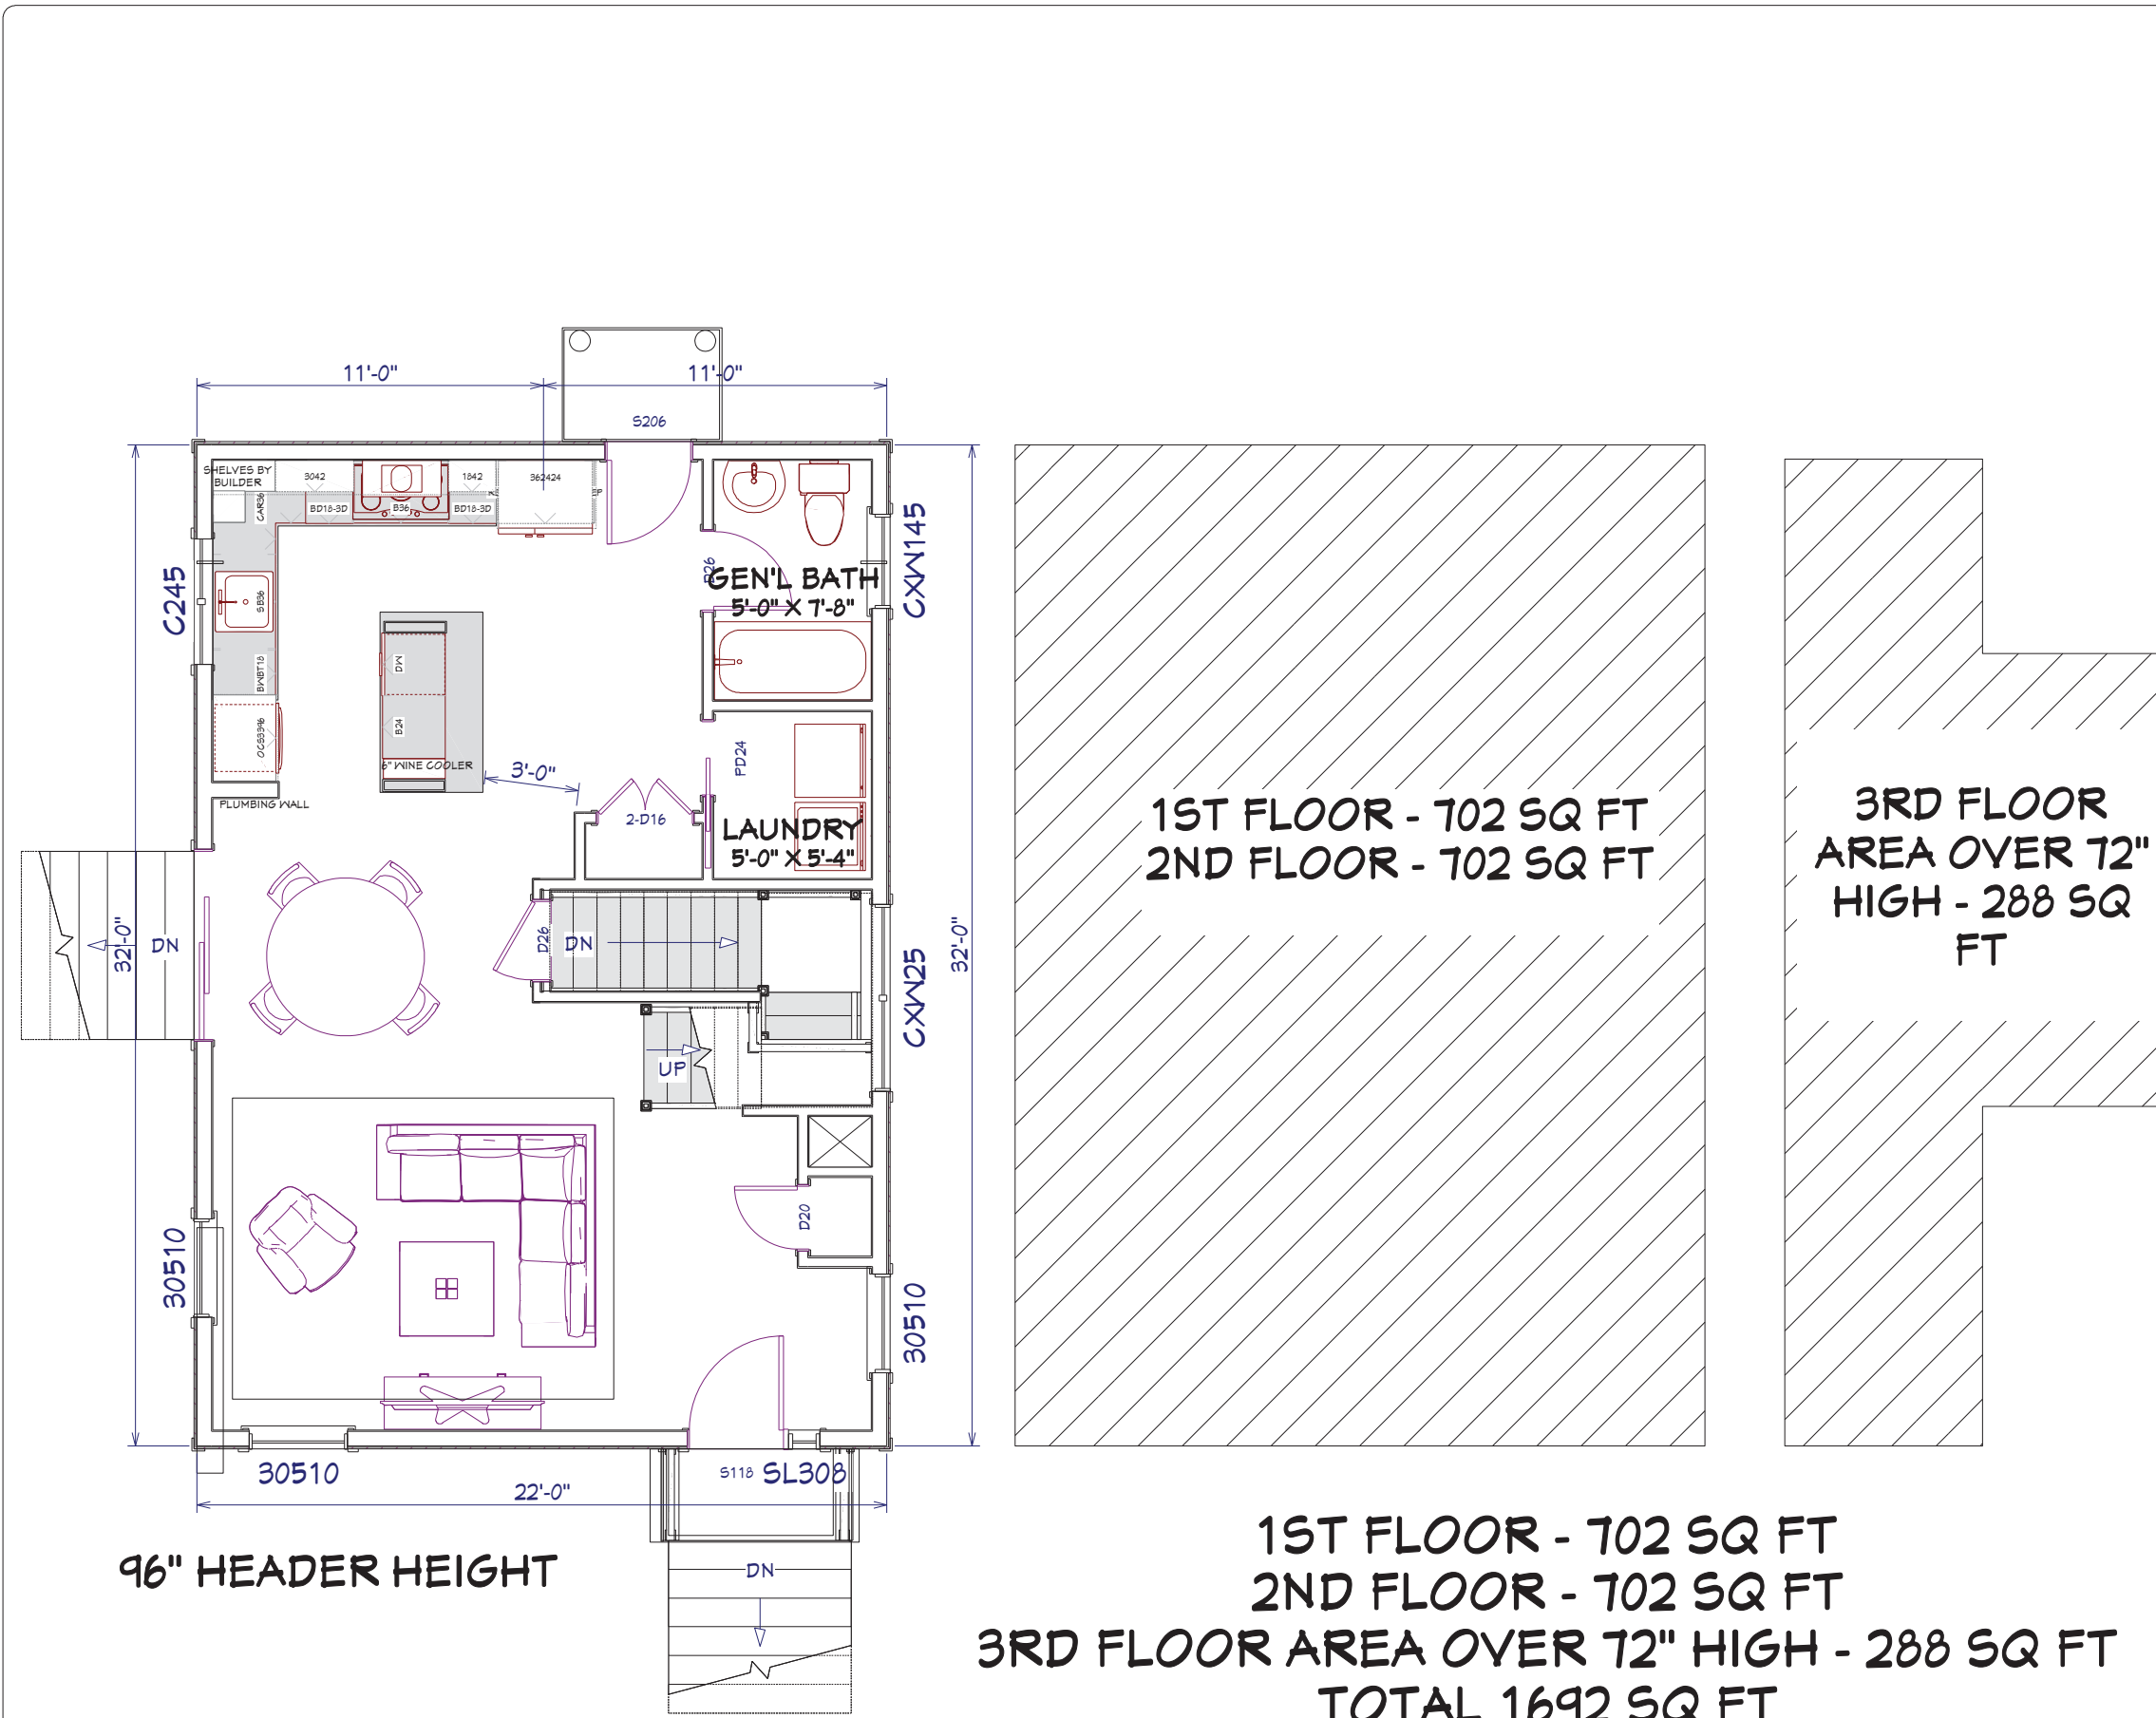 11'-0"
11'-0"
S206
SHELVES BY
BUILDER
3042
1842
362424
CAR36
BD18-3D
B36
BD18-3D
C245
SB36
D26
GEN'L BATH
5'-0" X 7'-8"
CXW145
BWBT18
DW
B24
OC33396
6" WINE COOLER
3'-0"
PD24
PLUMBING WALL
2-D16
LAUNDRY
5'-0" X 5'-4"
1ST FLOOR - 702 SQ FT
2ND FLOOR - 702 SQ FT
3RD FLOOR
AREA OVER 72"
HIGH - 288 SQ
FT
32'-0"
DN
D26
DN
CXW25
32'-0"
UP
D20
30510
30510
30510
S118
SL308
22'-0"
96" HEADER HEIGHT
DN
1ST FLOOR - 702 SQ FT
2ND FLOOR - 702 SQ FT
3RD FLOOR AREA OVER 72" HIGH - 288 SQ FT
TOTAL 1692 SQ FT